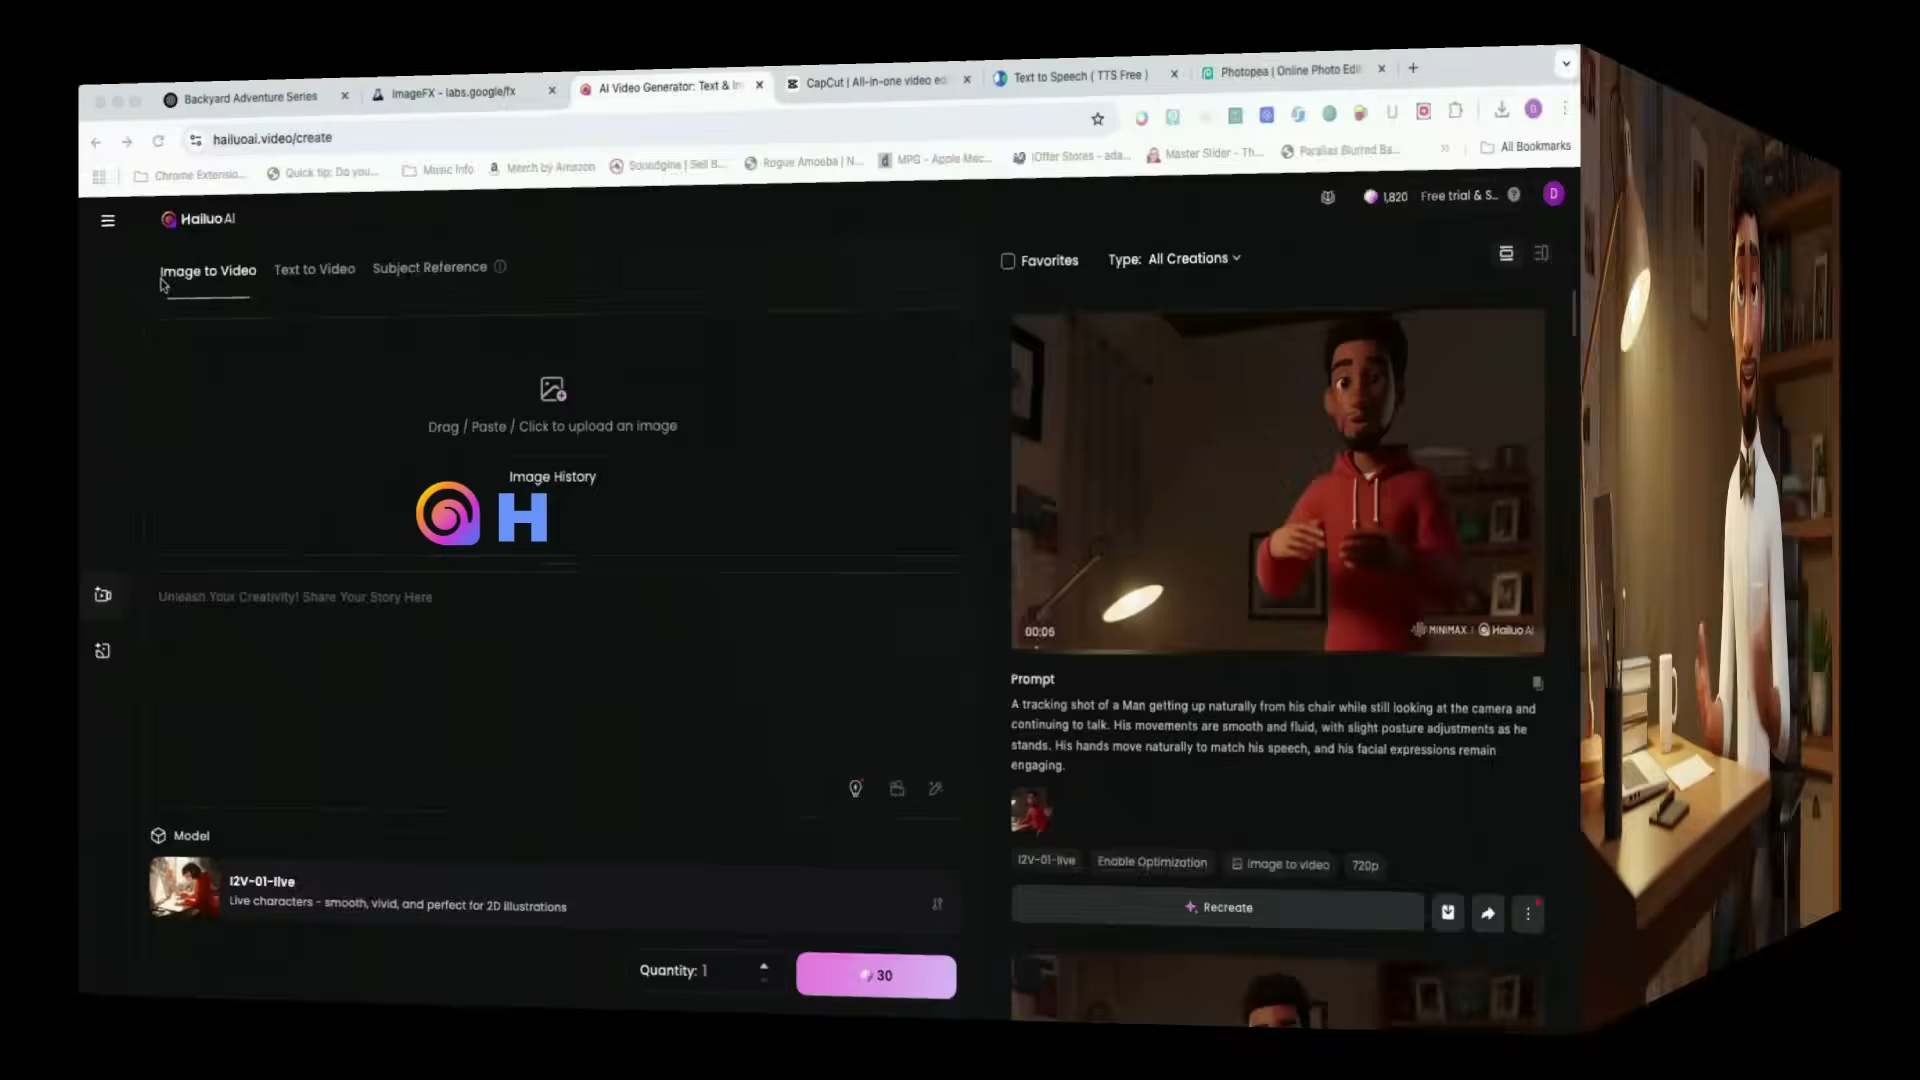 Backyard Adventure Series
ImageFX - labs.google/fx
AI Video Generator: Text & Im
CapCut | All-in-one video ed
Text to Speech ( TTS Free )
Photopea | Online Photo Edit
hailuoai.video/create
Chrome Extensio...
Quick tip: Do you...
Music Info
Merch by Amazon
Soundgine | Sell B...
Rogue Amoeba | N...
MPG - Apple Mec...
iOffer Stores - ada...
Master Slider - Th...
Parallax Blurred Ba...
All Bookmarks
Hailuo AI
1,820
Free trial & S...
D
Image to Video
Text to Video
Subject Reference
Favorites
Type: All Creations
Drag / Paste / Click to upload an image
Image History
H
Unleash Your Creativity! Share Your Story Here
00:06
MINIMAX | Hailuo AI
Prompt
A tracking shot of a Man getting up naturally from his chair while still looking at the camera and
continuing to talk. His movements are smooth and fluid, with slight posture adjustments as he
stands. His hands move naturally to match his speech, and his facial expressions remain
engaging.
Model
I2V-01-live
Live characters - smooth, vivid, and perfect for 2D illustrations
I2V-01-live
Enable Optimization
Image to video
720p
Recreate
Quantity: 1
30